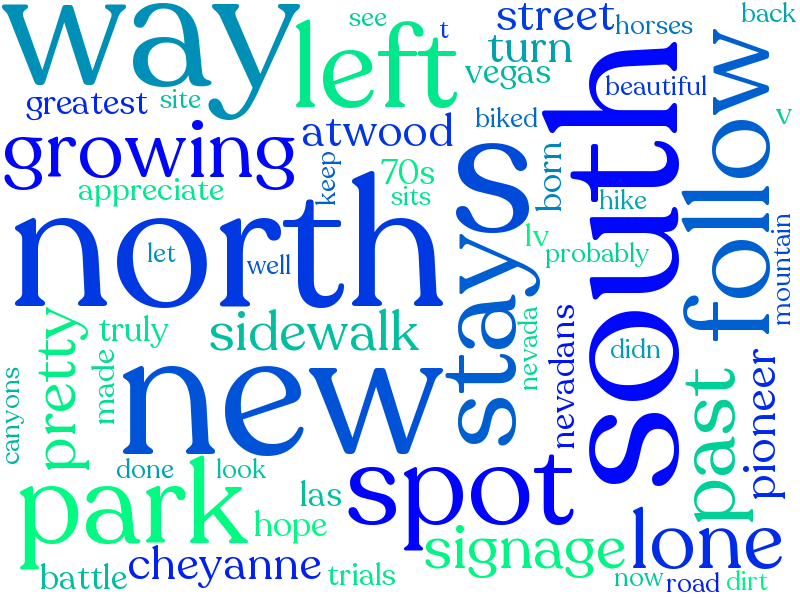 way
left
see
t
street
horses
back
turn
vegas
beautiful
greatest
site
biked
v
growing
atwood
south
follow
appreciate
keep
70s
sits
stays
born
hike
north
let
well
lv
probably
mountain
pretty
truly
sidewalk
nevada
nevadans
didn
canyons
made
new
past
pioneer
done
look
park
las
hope
spot
signage
lone
battle
cheyanne
trials
now
road
dirt